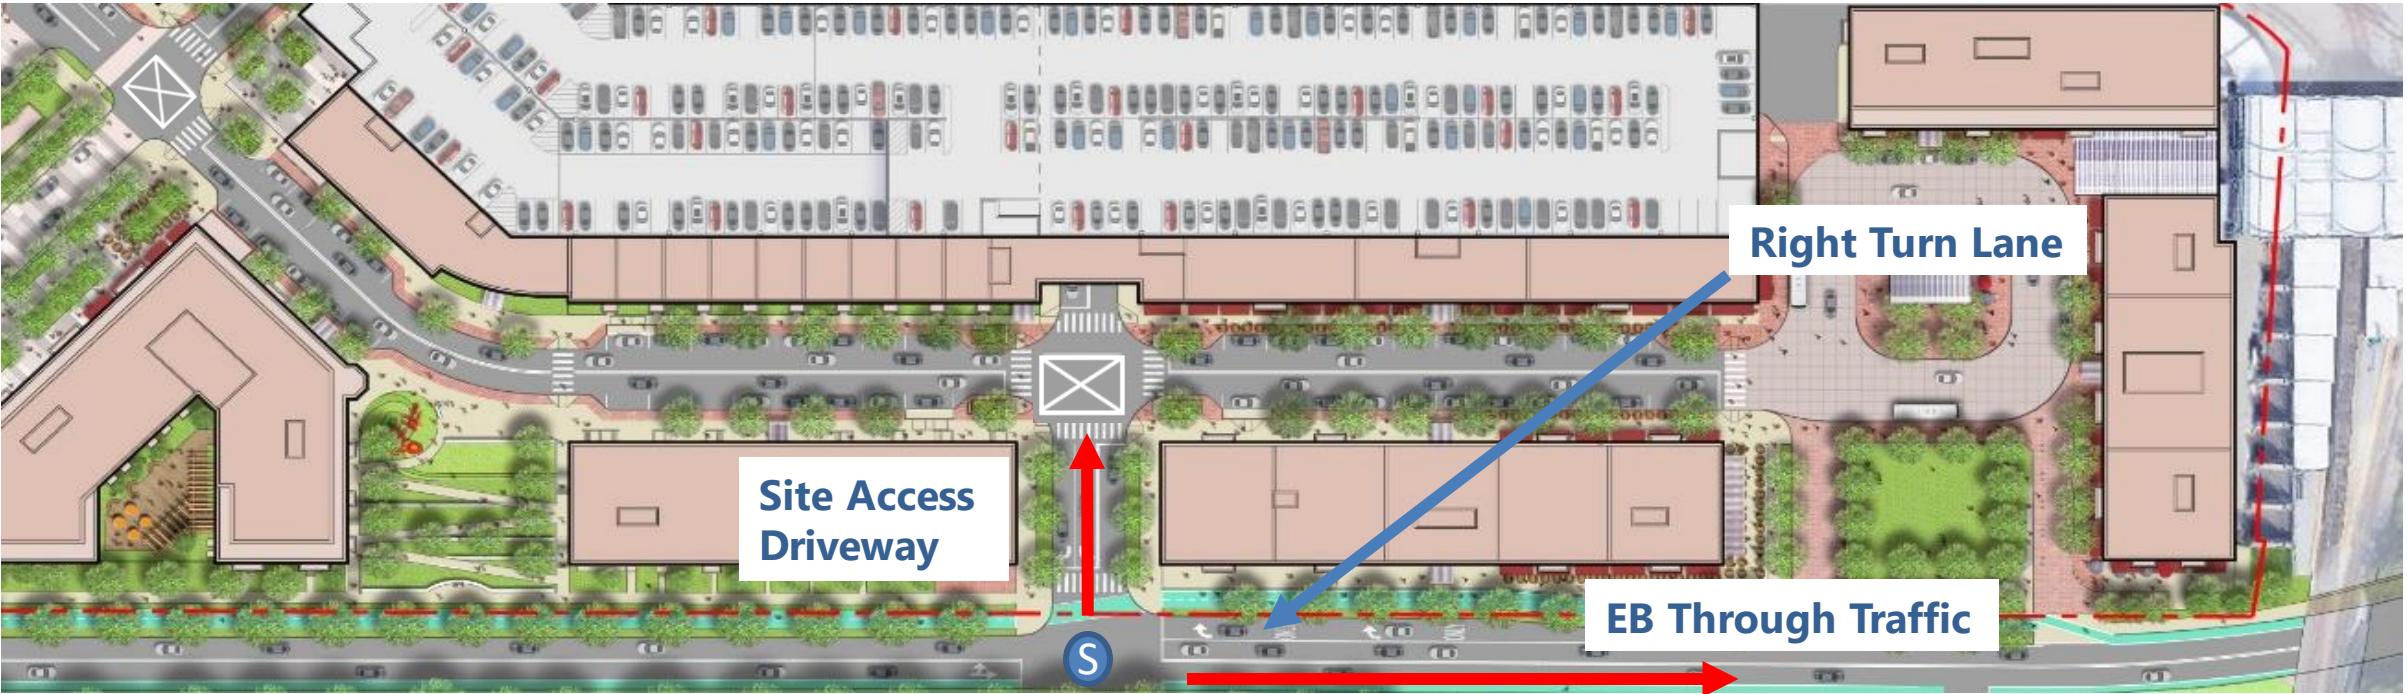 Right Turn Lane
Site Access
Driveway
EB Through Traffic
S